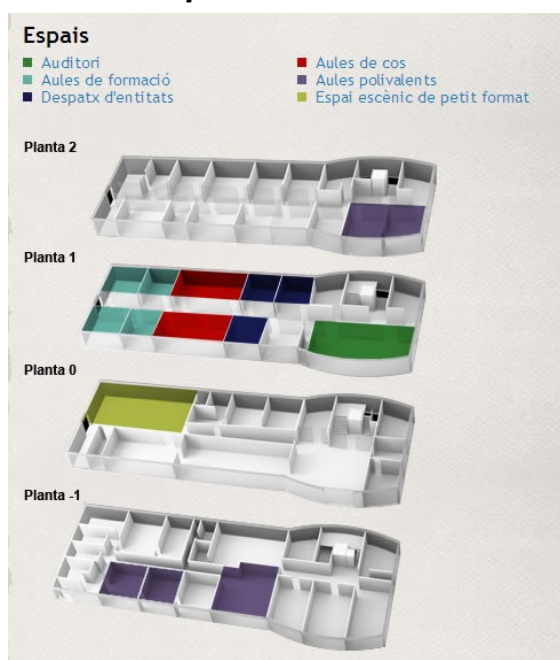 Espais
Auditori
Aules de formació
Despatx d'entitats
Aules de cos
Aules polivalents
Espai escènic de petit format
Planta 2
Planta 1
Planta 0
Planta -1